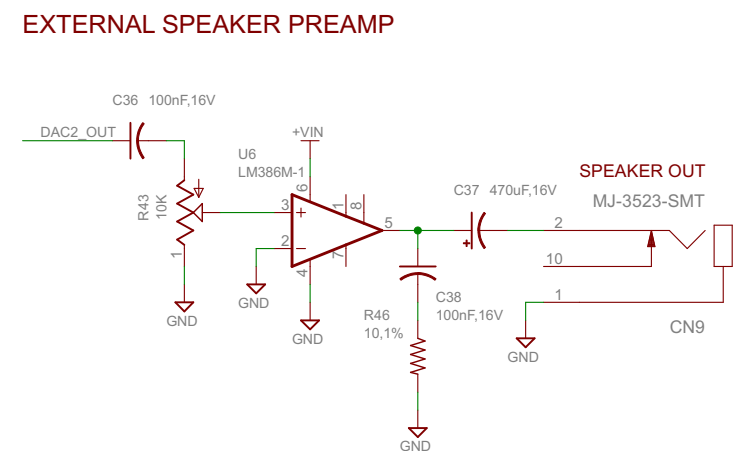 EXTERNAL SPEAKER PREAMP
C36 100nF,16V
DAC2_OUT
+VIN
U6
LM386M-1
SPEAKER OUT
MJ-3523-SMT
C37 470uF,16V
R43
10K
1
3
2
6
4
1
8
7
5
+
-
+
2
10
1
GND
GND
GND
C38
100nF,16V
R46
10,1%
GND
CN9
GND